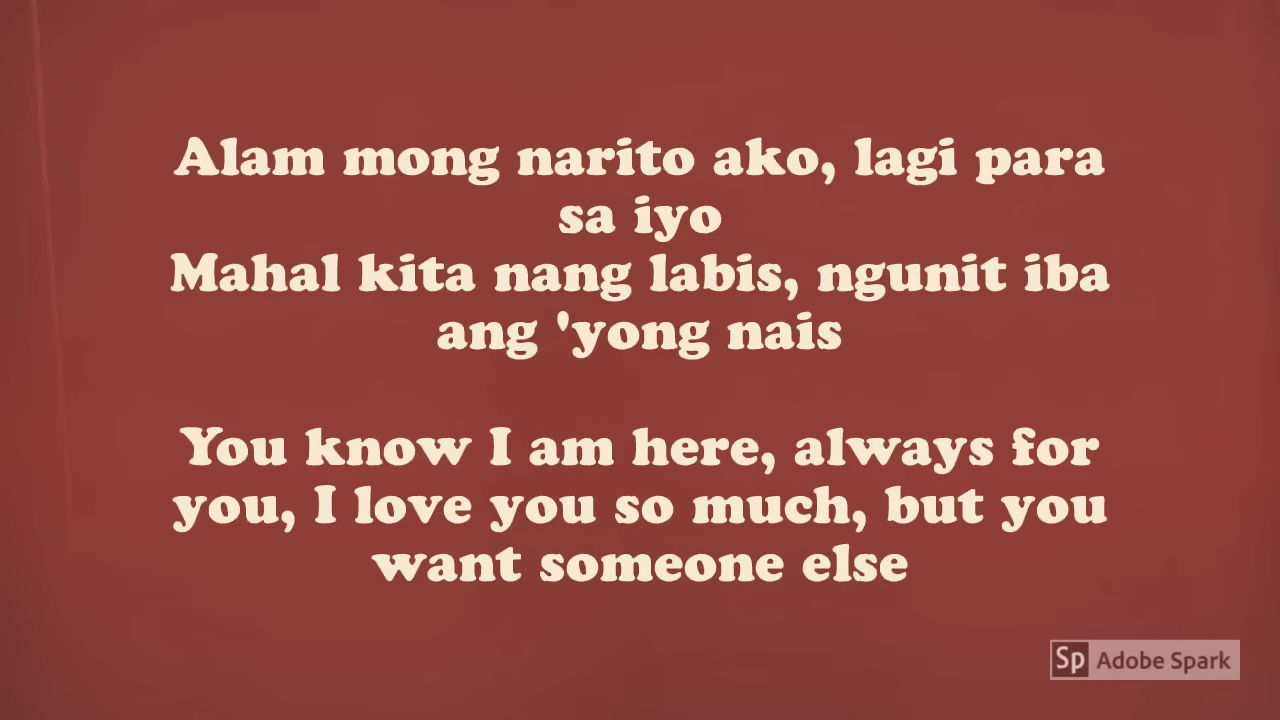 Alam mong narito ako, lagi para
sa iyo
Mahal kita nang labis, ngunit iba
ang 'yong nais
You know I am here, always for
you, I love you so much, but you
want someone else
Sp Adobe Spark